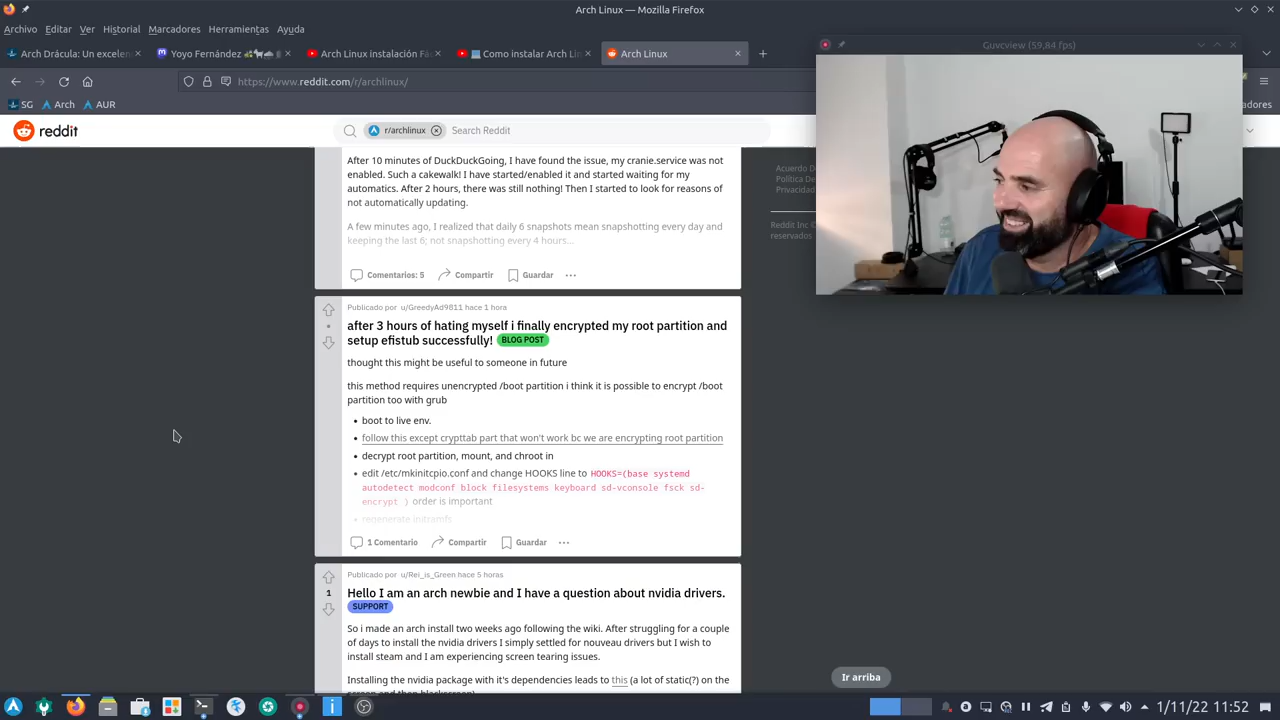 Arch Linux — Mozilla Firefox
Archivo Editar Ver Historial Marcadores Herramientas Ayuda
Arch Drácula: Un excelen
Yoyo Fernández
Arch Linux instalación Fá
Como instalar Arch Lin
Arch Linux
Guvcview (59,84 fps)
https://www.reddit.com/r/archlinux/
SG Arch AUR
adores
reddit
r/archlinux
Search Reddit
After 10 minutes of DuckDuckGoing, I have found the issue, my cranie.service was not
enabled. Such a cakewalk! I have started/enabled it and started waiting for my
automatics. After 2 hours, there was still nothing! Then I started to look for reasons of
not automatically updating.
A few minutes ago, I realized that daily 6 snapshots mean snapshotting every day and
keeping the last 6; not snapshotting every 4 hours...
Comentarios: 5 Compartir Guardar ...
Acuerdo D
Política De
Privacidad
Reddit Inc ©
reservados
Publicado por u/GreedyAd9811 hace 1 hora
after 3 hours of hating myself i finally encrypted my root partition and
setup efistub successfully! BLOG POST
thought this might be useful to someone in future
this method requires unencrypted /boot partition i think it is possible to encrypt /boot
partition too with grub
• boot to live env.
• follow this except crypttab part that won't work bc we are encrypting root partition
• decrypt root partition, mount, and chroot in
• edit /etc/mkinitcpio.conf and change HOOKS line to HOOKS=(base systemd
autodetect modconf block filesystems keyboard sd-vconsole fsck sd-
encrypt ) order is important
• regenerate initramfs
1 Comentario Compartir Guardar ...
Publicado por u/Rei_is_Green hace 5 horas
1
Hello I am an arch newbie and I have a question about nvidia drivers.
SUPPORT
So i made an arch install two weeks ago following the wiki. After struggling for a couple
of days to install the nvidia drivers I simply settled for nouveau drivers but I wish to
install steam and I am experiencing screen tearing issues.
Installing the nvidia package with it's dependencies leads to this (a lot of static(?) on the
screen and then blackscreen)
Ir arriba
1/11/22 11:52